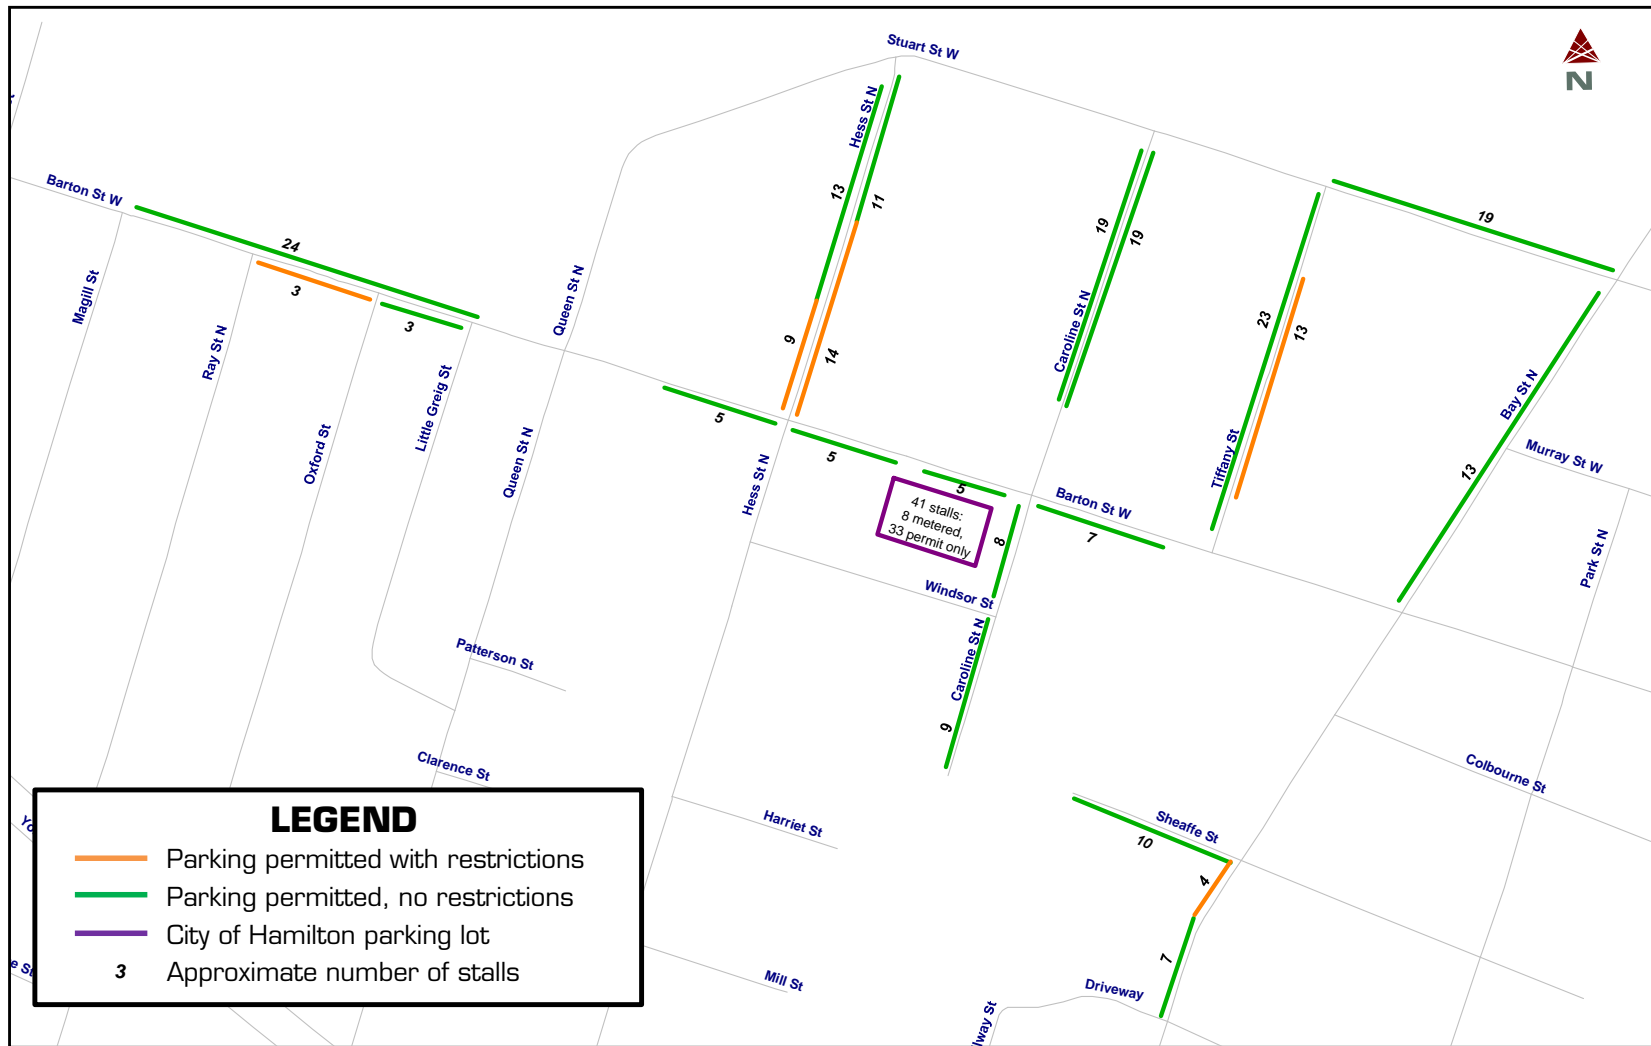 Stuart St W
N
Hess St N
13
11
Barton St W
24
3
3
Magill St
Ray St N
Oxford St
Little Greig St
Queen St N
Queen St N
9
14
19
19
Caroline St N
19
23
13
Tiffany St
Bay St N
13
Murray St W
Park St N
5
5
5
Hess St N
41 stalls:
8 metered,
33 permit only
8
Barton St W
7
Windsor St
Caroline St N
9
Patterson St
Clarence St
Harriet St
Mill St
Colbourne St
Sheaffe St
10
4
7
Driveway
LEGEND
Parking permitted with restrictions
Parking permitted, no restrictions
City of Hamilton parking lot
3 Approximate number of stalls